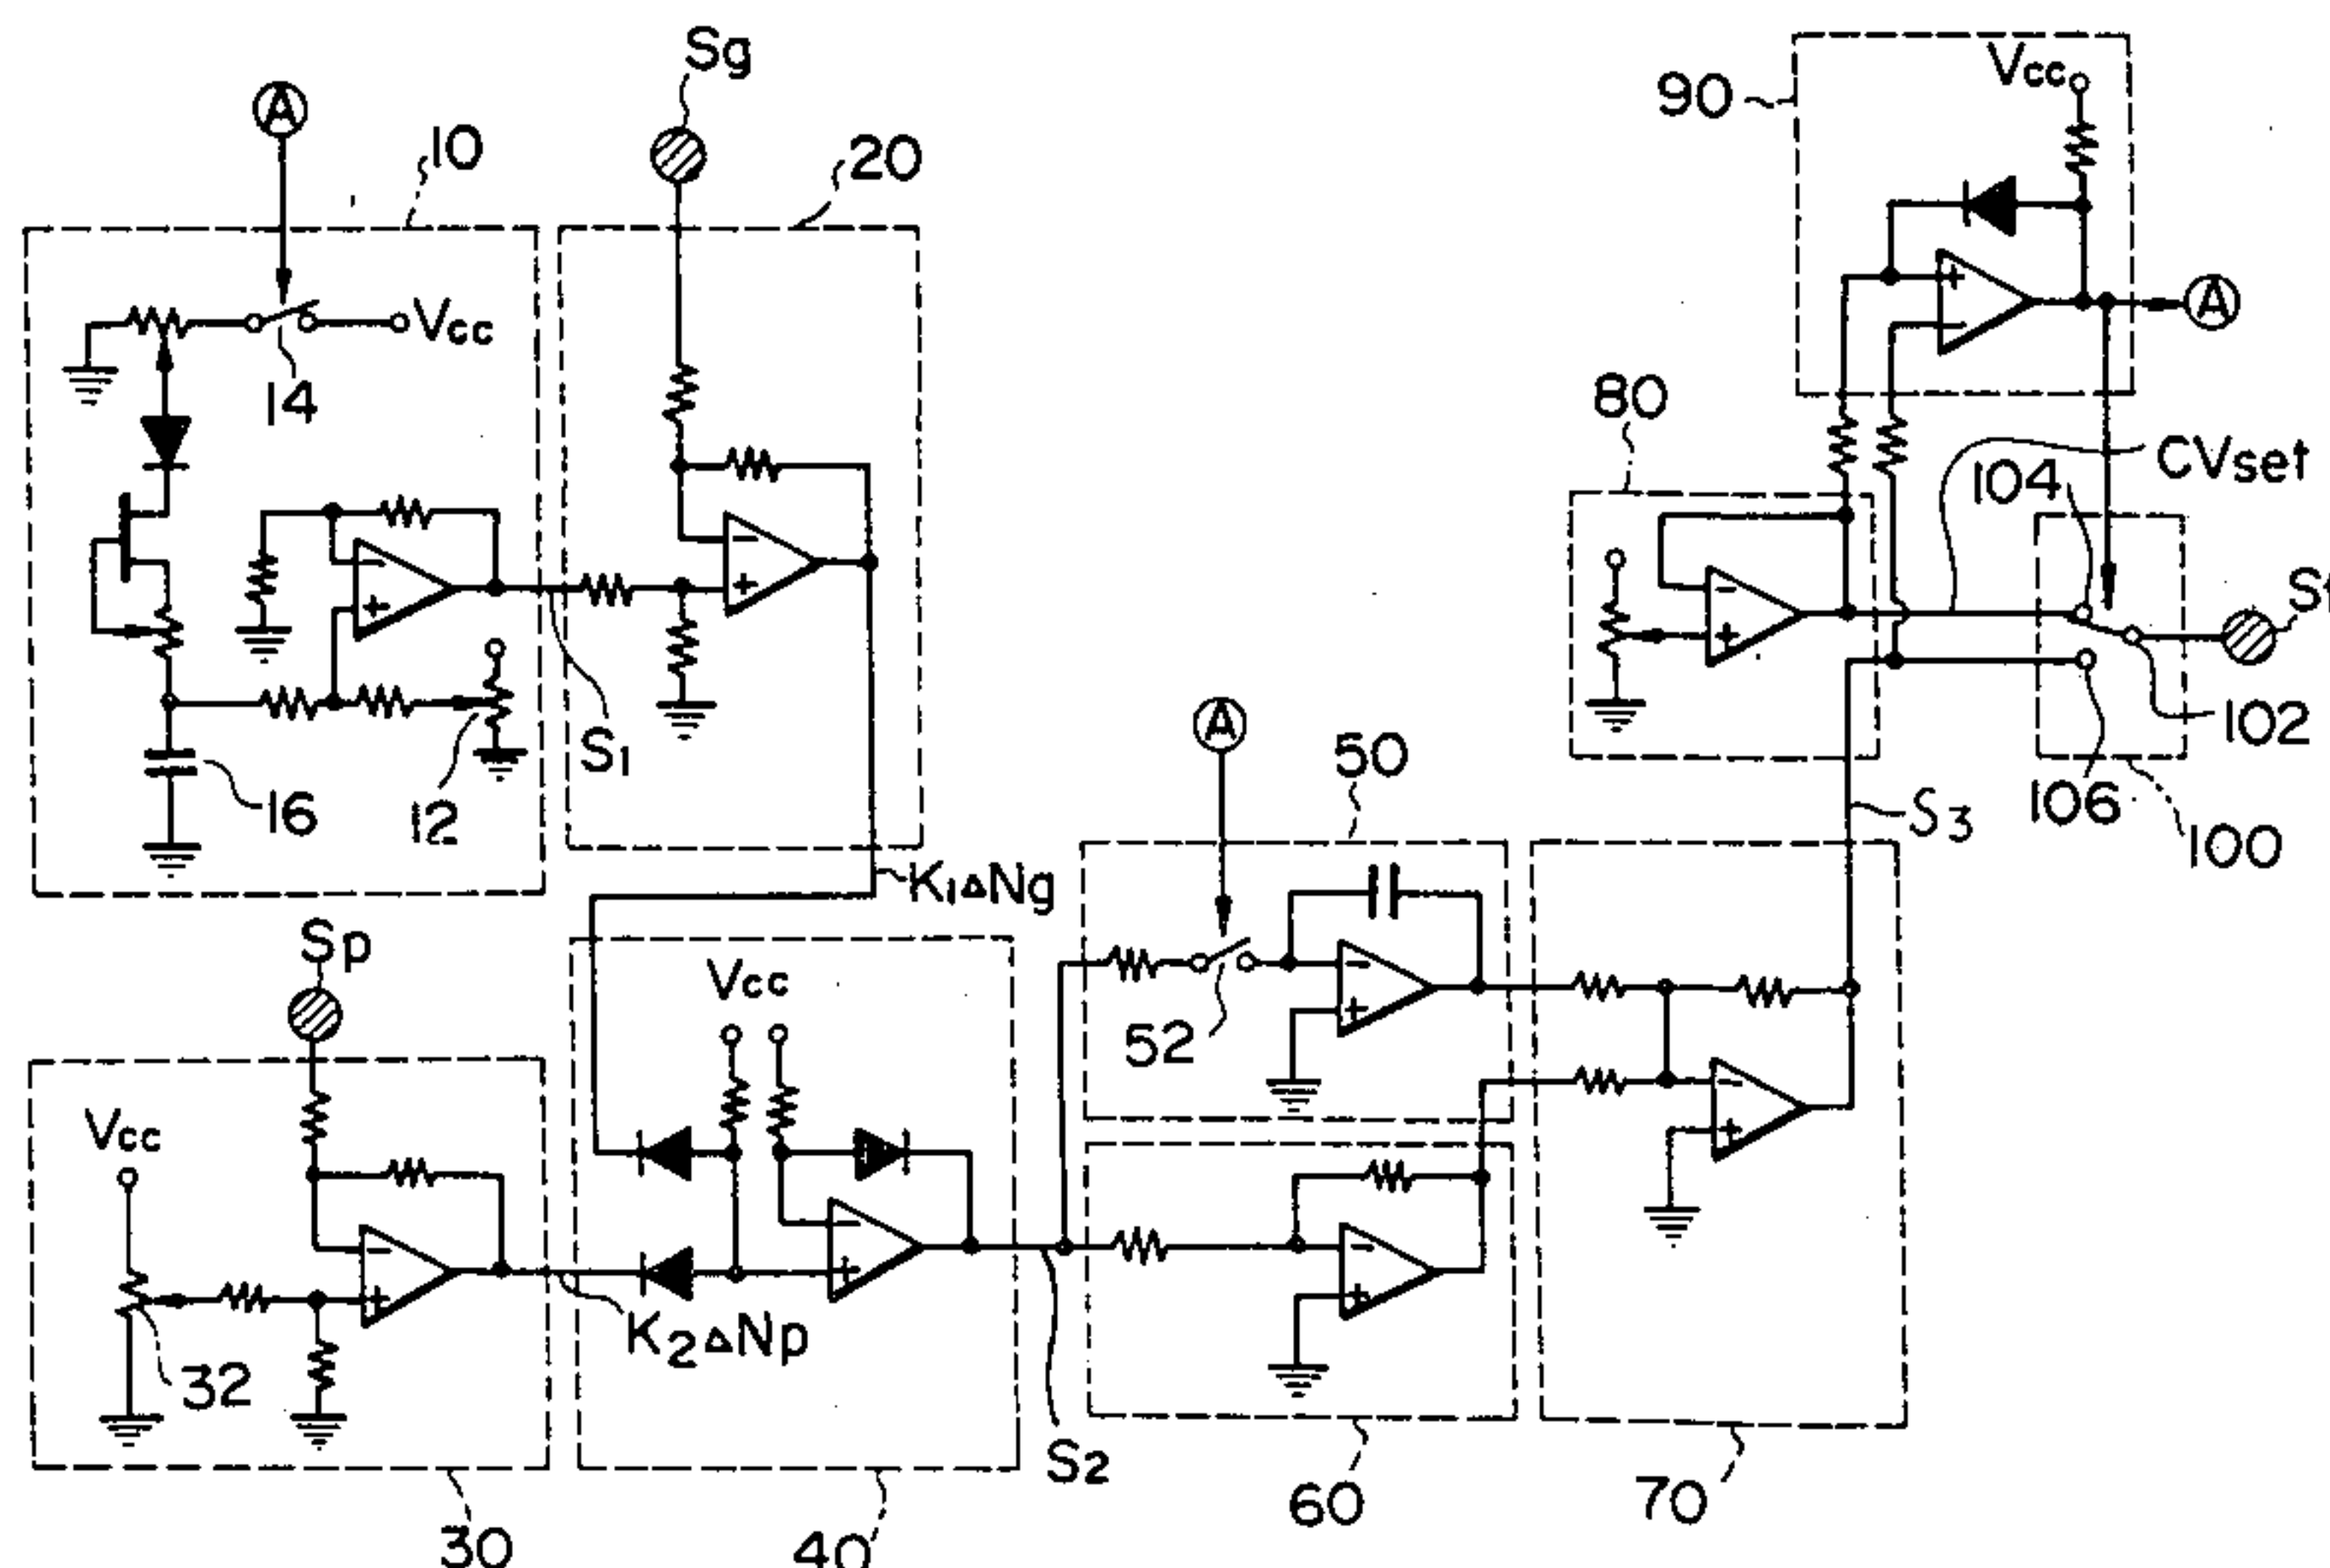 Sg
A
10
20
90
Vcc
Vcc
14
+
−
A
80
CVset
104
−
+
−
+
−
+
Sf
S1
102
16
12
A
50
106
100
S3
K1ΔNg
Sp
Vcc
52
−
+
−
+
Vcc
−
+
−
+
−
+
K2ΔNp
32
S2
60
70
30
40